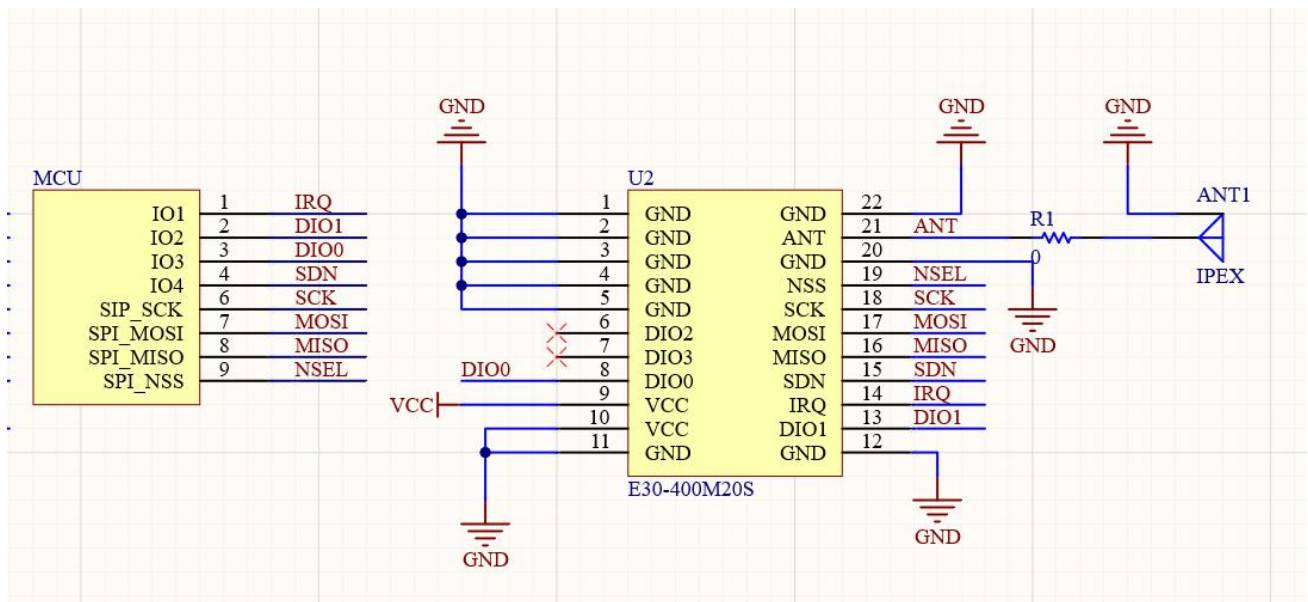 GND
GND
GND
MCU
IO1 1 IRQ
IO2 2 DIO1
IO3 3 DIO0
IO4 4 SDN
SIP_SCK 6 SCK
SPI_MOSI 7 MOSI
SPI_MISO 8 MISO
SPI_NSS 9 NSEL
U2
1 GND GND 22
2 GND ANT 21 ANT
3 GND GND 20
4 GND NSS 19 NSEL
5 GND SCK 18 SCK
6 DIO2 MOSI 17 MOSI
7 DIO3 MISO 16 MISO
DIO0 8 DIO0 SDN 15 SDN
VCC 9 VCC IRQ 14 IRQ
10 VCC DIO1 13 DIO1
11 GND GND 12
E30-400M20S
GND
GND
R1
0
GND
ANT1
IPEX